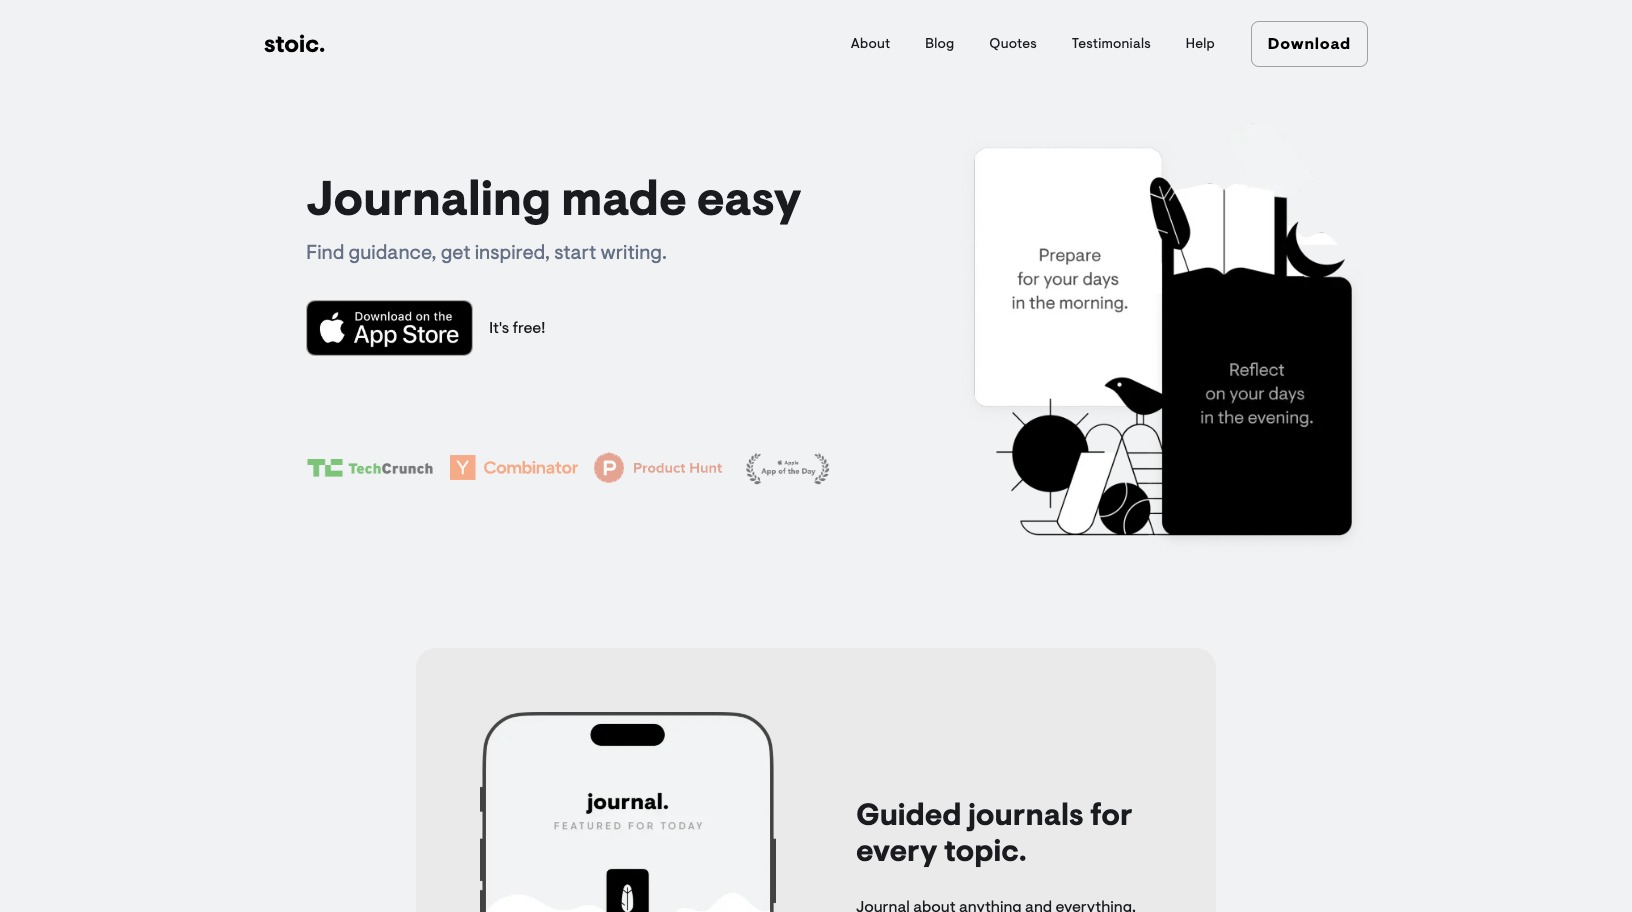 stoic.
About
Blog
Quotes
Testimonials
Help
Download
Journaling made easy
Find guidance, get inspired, start writing.
Download on the
App Store
It's free!
TechCrunch
Y Combinator
P Product Hunt
Apple
App of the Day
Prepare
for your days
in the morning.
Reflect
on your days
in the evening.
journal.
FEATURED FOR TODAY
Guided journals for
every topic.
Journal about anything and everything.